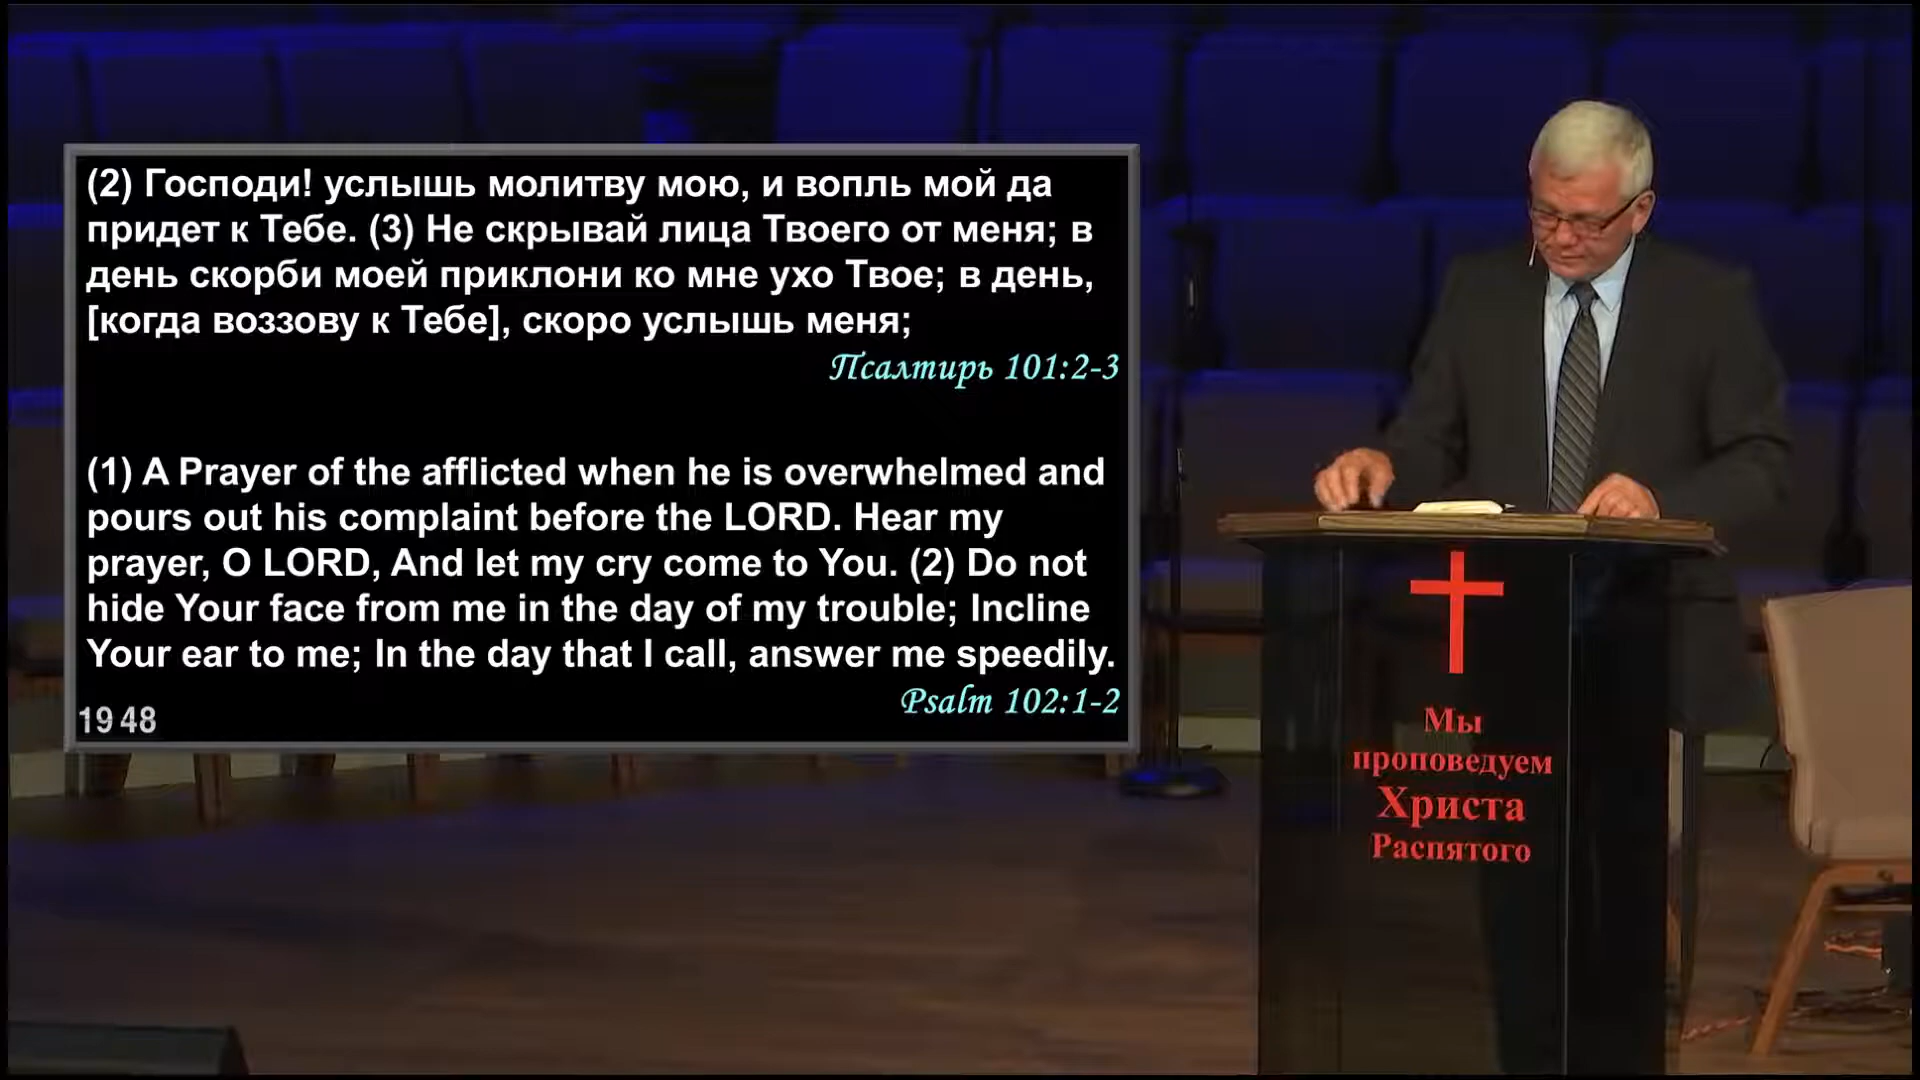 (2) Господи! услышь молитву мою, и вопль мой да
придет к Тебе. (3) Не скрывай лица Твоего от меня; в
день скорби моей приклони ко мне ухо Твое; в день,
[когда воззову к Тебе], скоро услышь меня;
Псалтирь 101:2-3
(1) A Prayer of the afflicted when he is overwhelmed and
pours out his complaint before the LORD. Hear my
prayer, O LORD, And let my cry come to You. (2) Do not
hide Your face from me in the day of my trouble; Incline
Your ear to me; In the day that I call, answer me speedily.
Psalm 102:1-2
19 48
Мы
проповедуем
Христа
Распятого